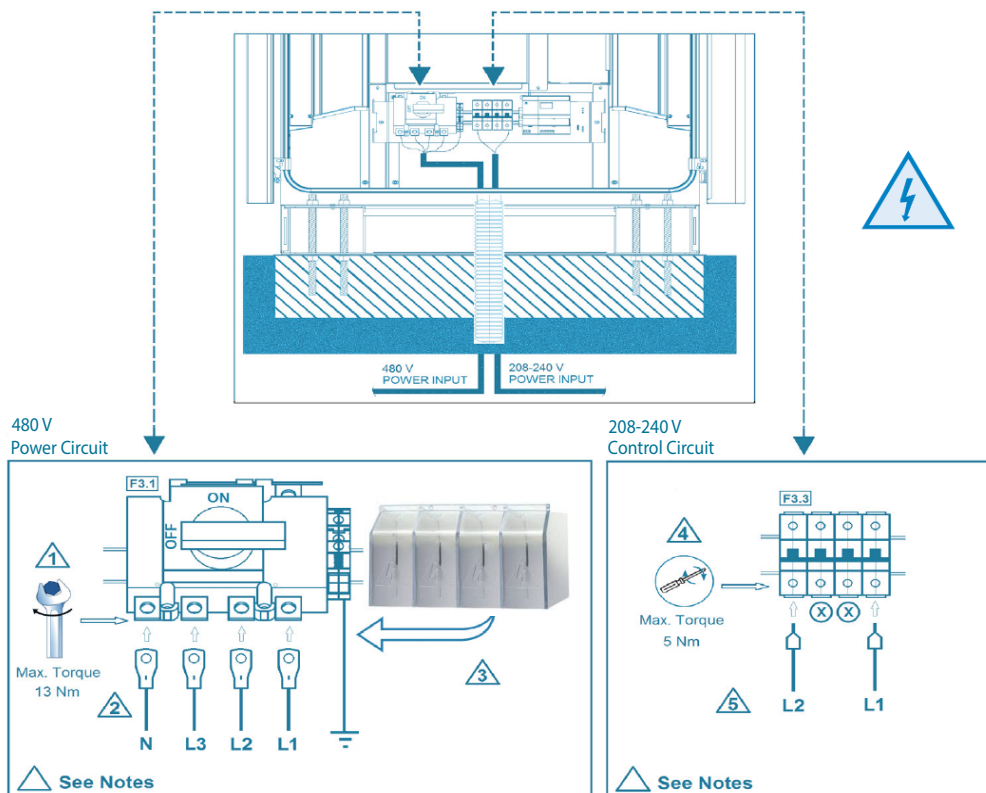 ON
OFF
480 V
POWER INPUT
208-240 V
POWER INPUT
480 V
Power Circuit
208-240 V
Control Circuit
F3.1
ON
OFF
1
Max. Torque
13 Nm
2
3
N L3 L2 L1
See Notes
F3.3
4
Max. Torque
5 Nm
X X
5
L2 L1
See Notes